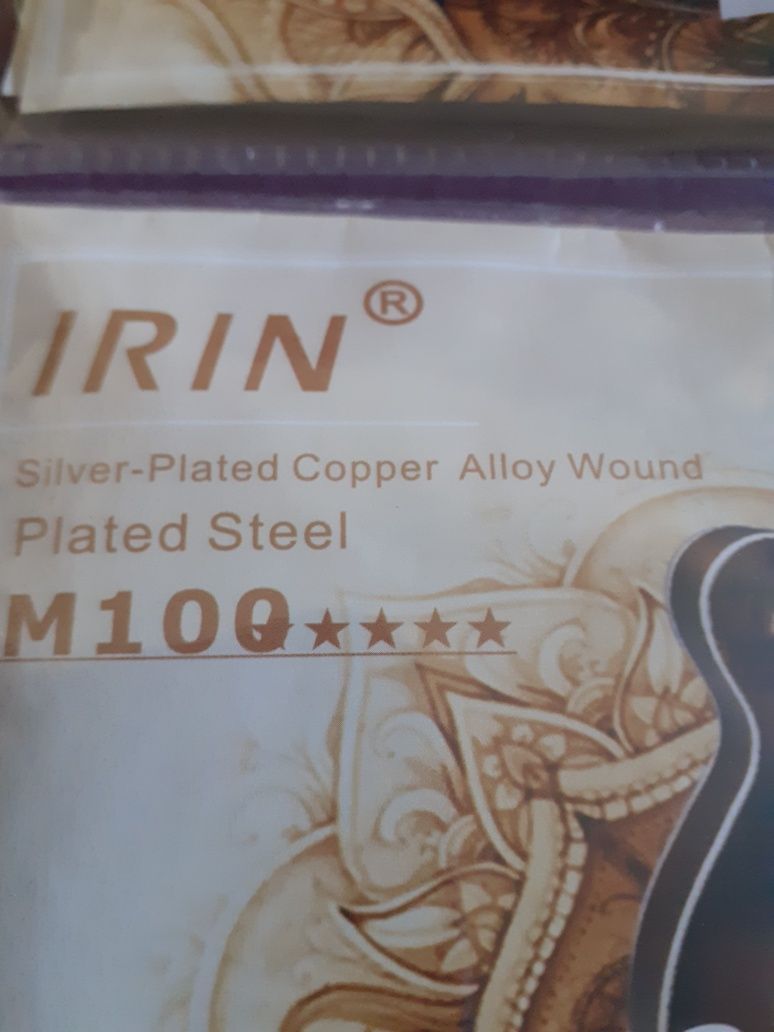 IRIN®
Silver-Plated Copper Alloy Wound
Plated Steel
M100★★★★★